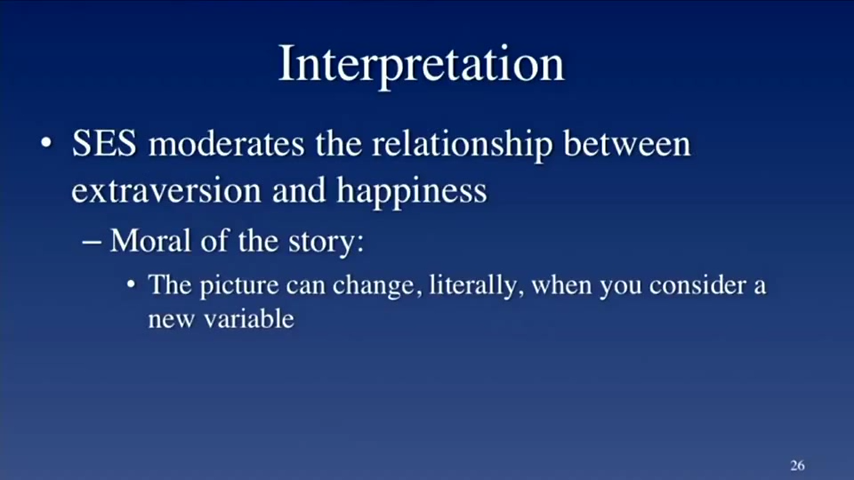 Interpretation
• SES moderates the relationship between
extraversion and happiness
– Moral of the story:
• The picture can change, literally, when you consider a
new variable
26